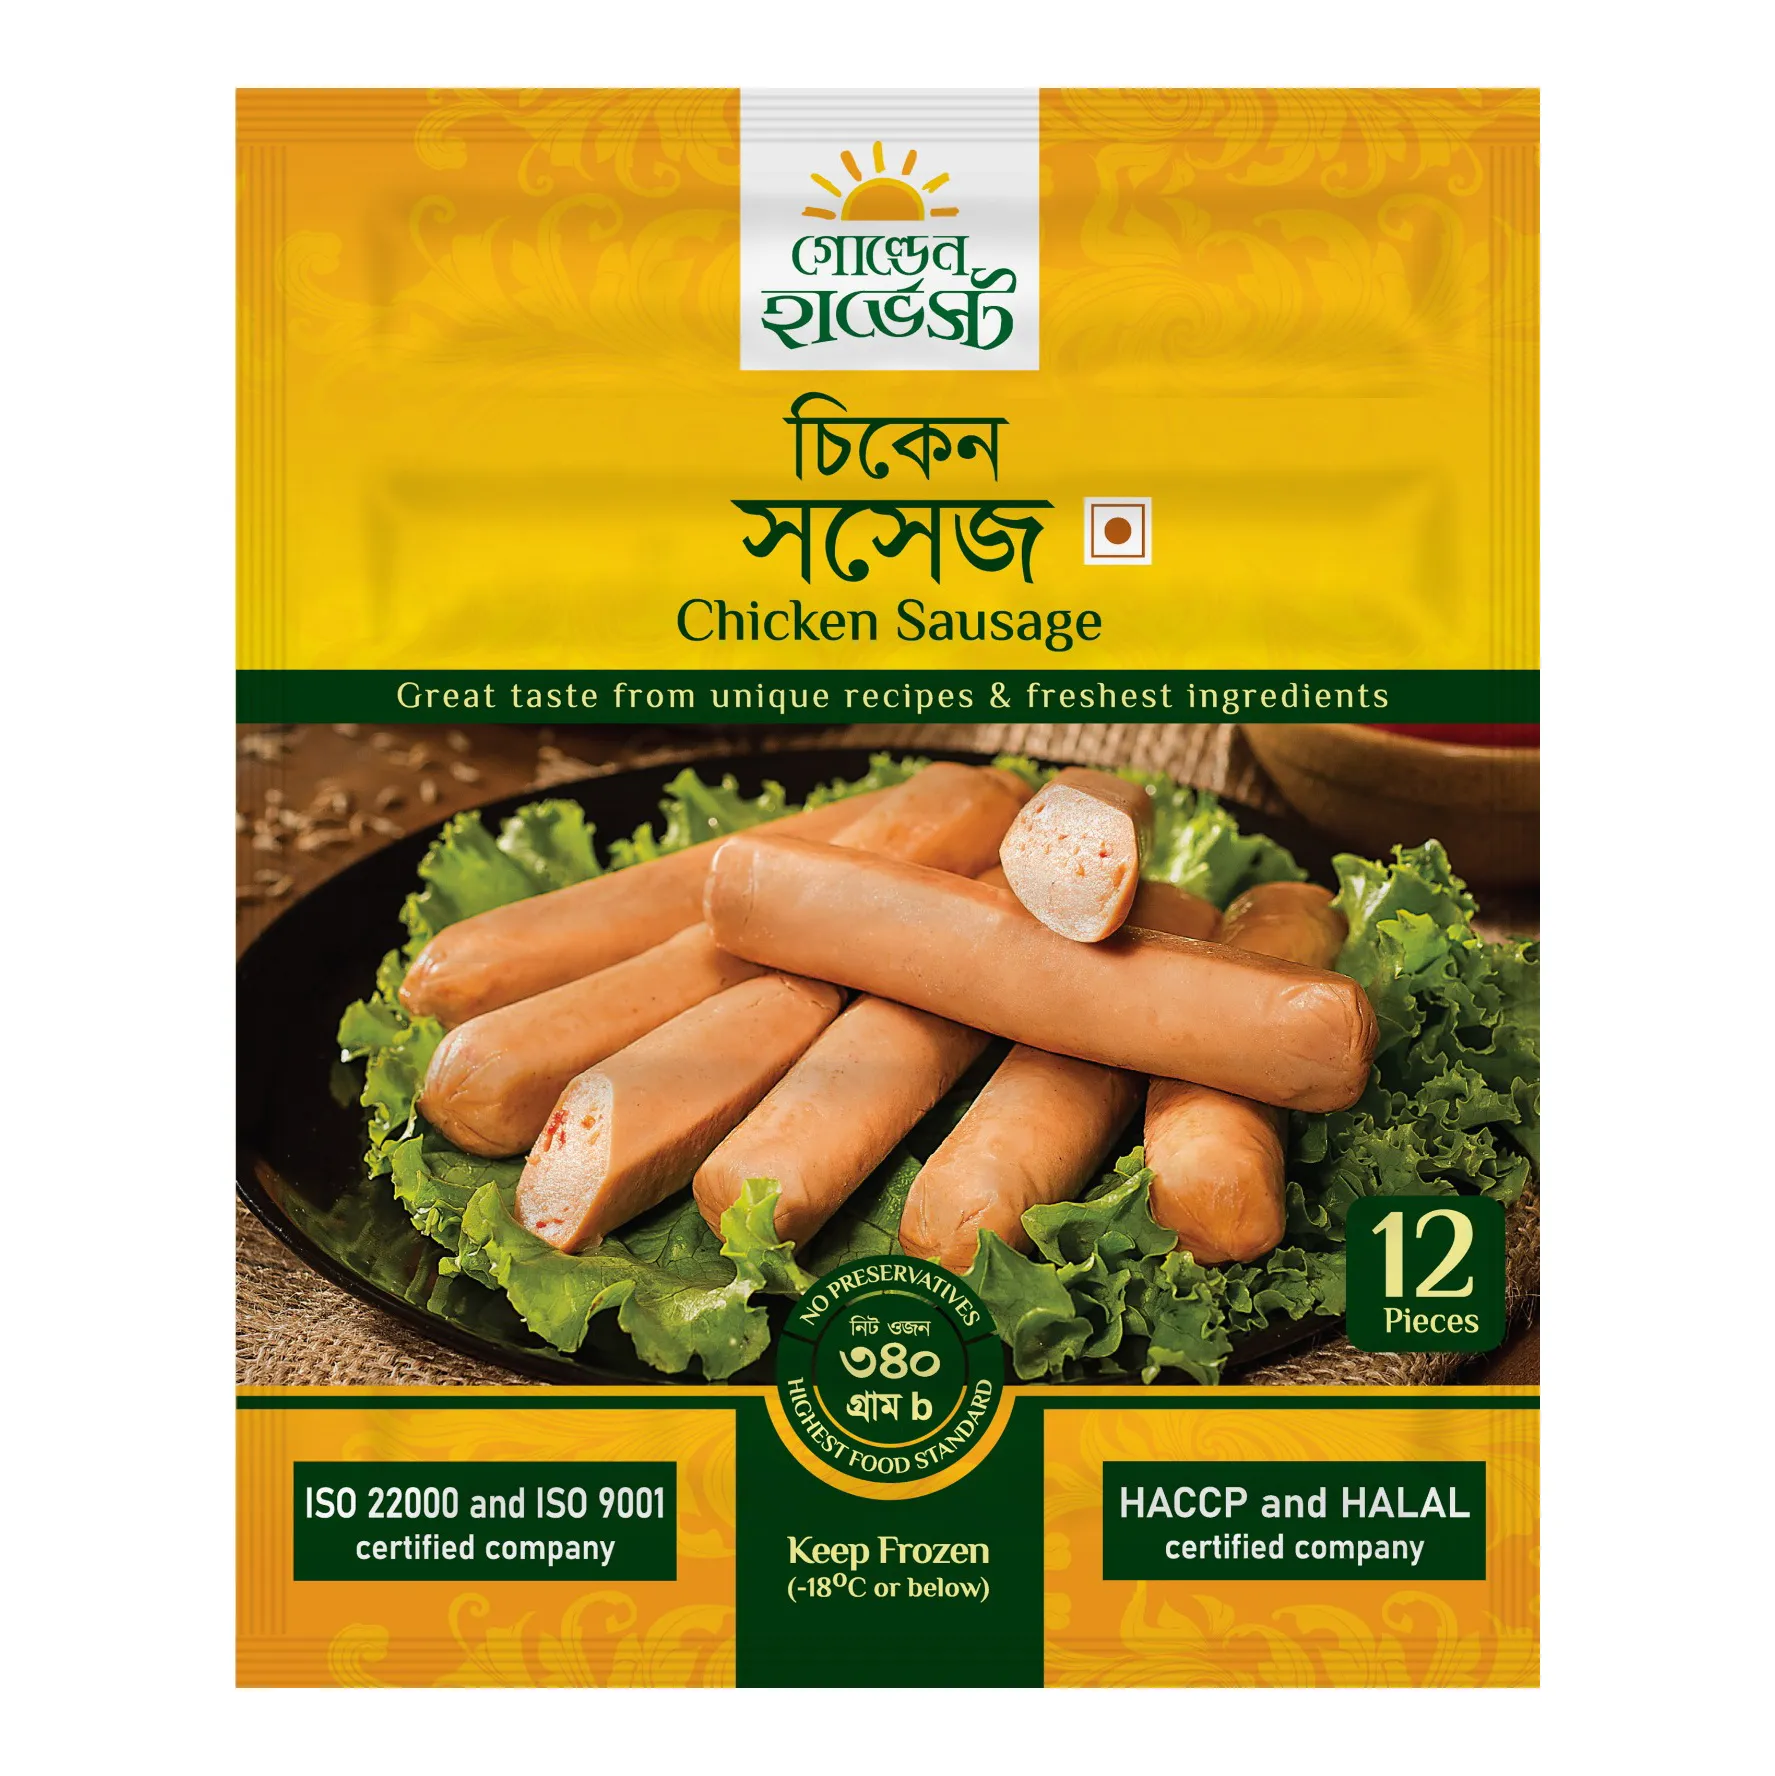 গোল্ডেন
হার্ভেস্ট
চিকেন
সসেজ
Chicken Sausage
Great taste from unique recipes & freshest ingredients
12
Pieces
NO PRESERVATIVES
নিট ওজন
৩৪০
গ্রাম b
HIGHEST FOOD STANDARD
ISO 22000 and ISO 9001
certified company
Keep Frozen
(-18ºC or below)
HACCP and HALAL
certified company